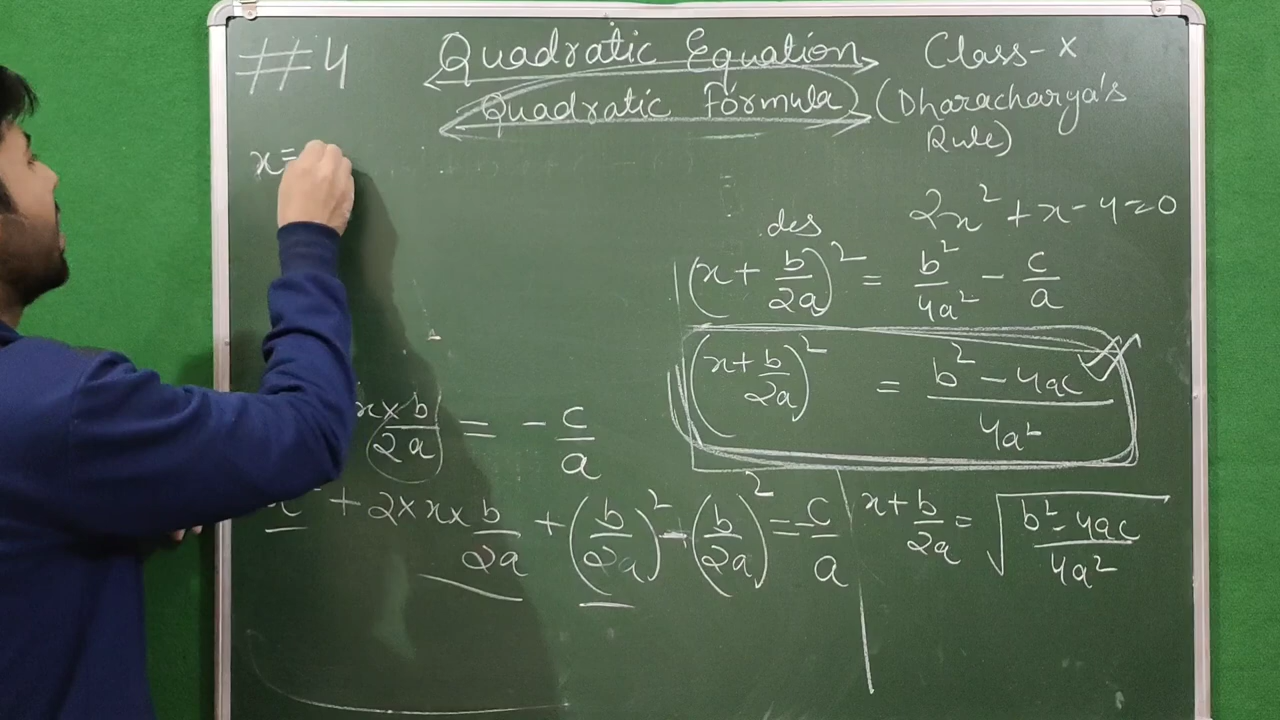 #4 Quadratic Equation Class-X
Quadratic Formula (Dharacharya's
Rule)
x=
2x² + x - 4 = 0
des
(x + b/2a)² = b²/4a² - c/a
(x + b/2a)² = (b² - 4ac)/4a² ✓
x × b/2a = - c/a
+ 2 × x × b/2a + (b/2a)² - (b/2a)² = - c/a
x + b/2a = √((b² - 4ac)/4a²)